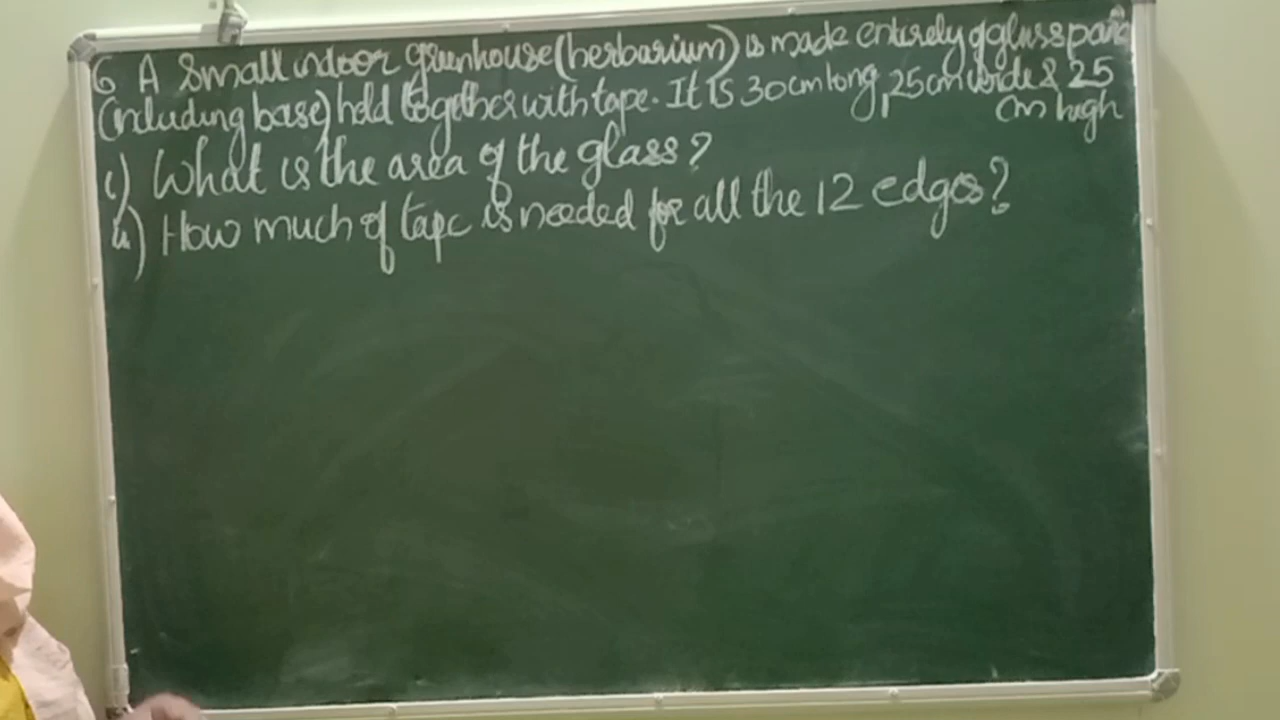 6 A Small indoor greenhouse (herbarium) is made entirely of glass pane
(including base) held together with tape. It is 30 cm long, 25 cm wide & 25
cm high
i) What is the area of the glass?
ii) How much of tape is needed for all the 12 edges?